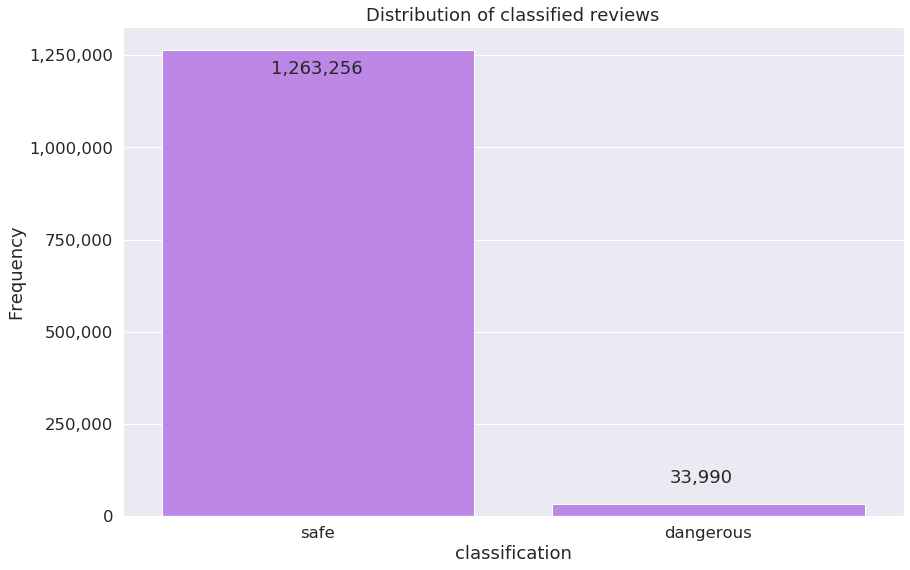 Distribution of classified reviews
1,250,000
1,000,000
750,000
500,000
250,000
0
Frequency
1,263,256
33,990
safe
dangerous
classification